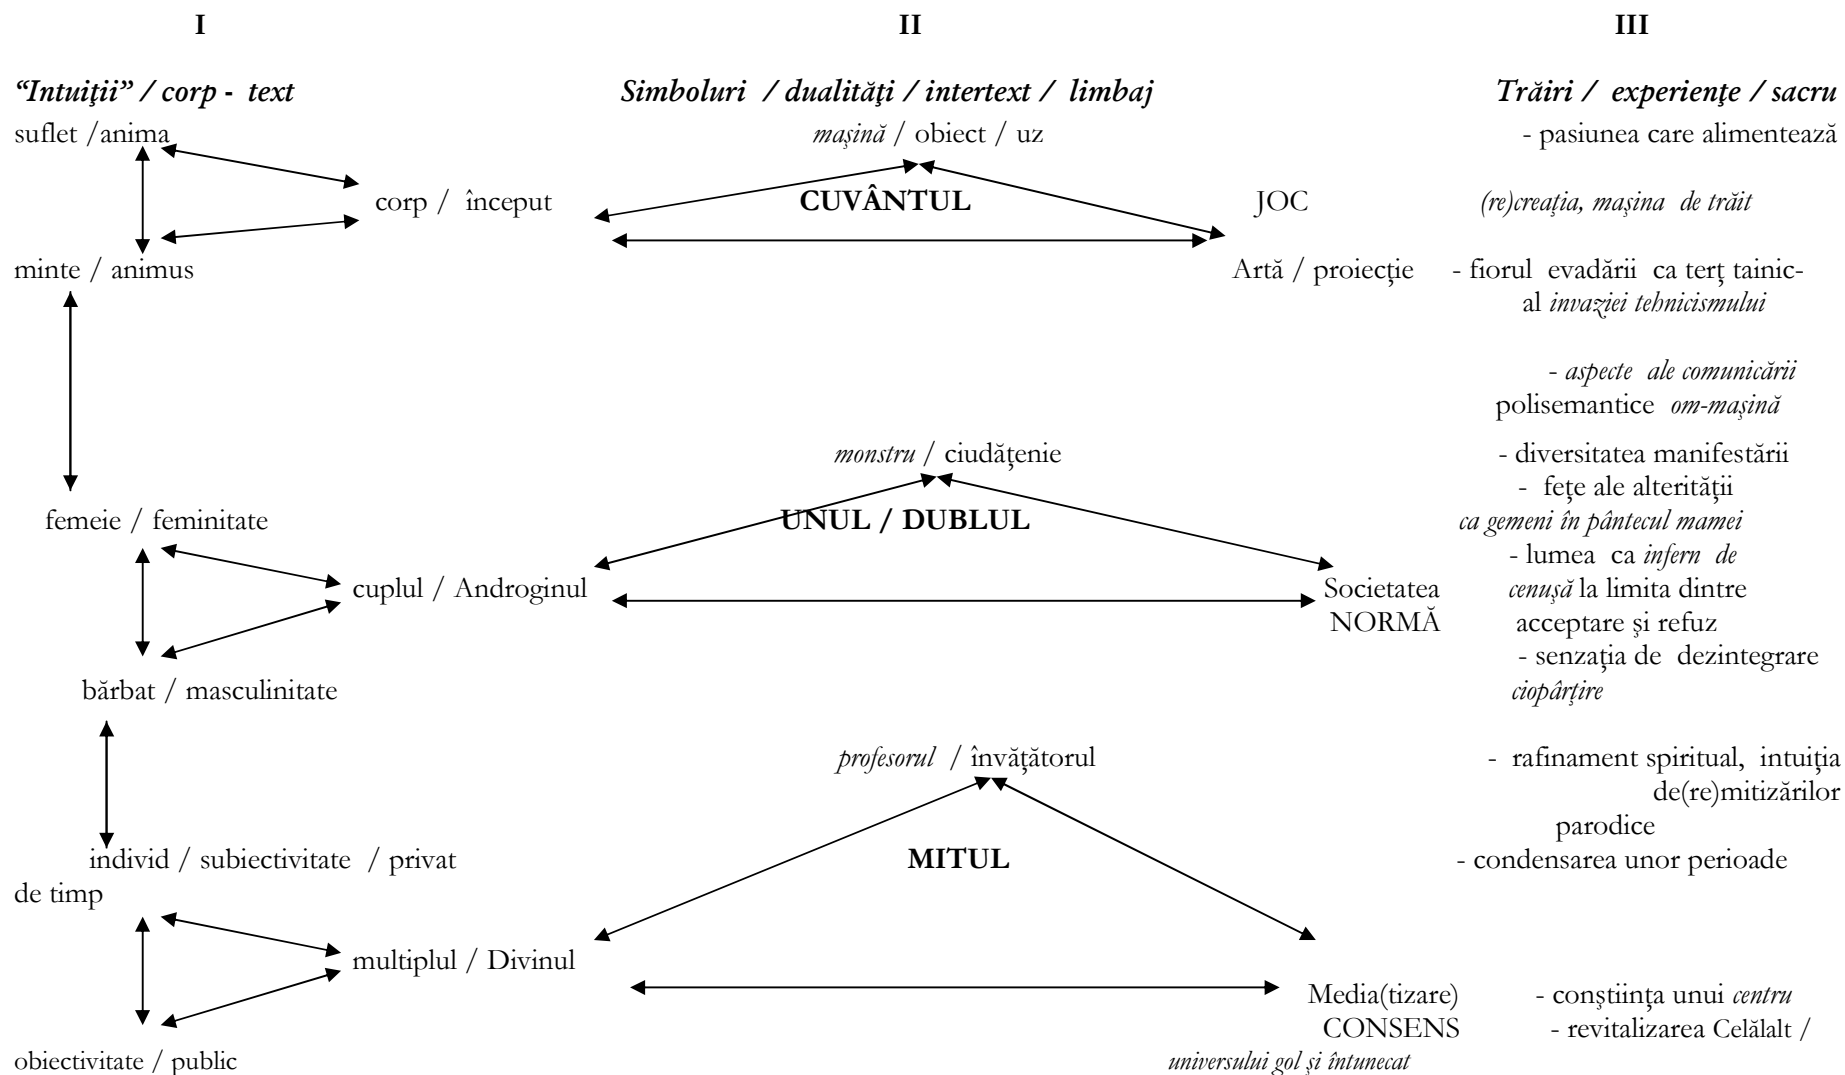 I II III
“Intuiţii” / corp - text Simboluri / dualităţi / intertext / limbaj Trăiri / experienţe / sacru
suflet /anima maşină / obiect / uz - pasiunea care alimentează
corp / început CUVÂNTUL JOC (re)creaţia, maşina de trăit
minte / animus Artă / proiecţie - fiorul evadării ca terţ tainic-
al invaziei tehnicismului
- aspecte ale comunicării
polisemantice om-maşină
monstru / ciudăţenie - diversitatea manifestării
- feţe ale alterităţii
femeie / feminitate UNUL / DUBLUL ca gemeni în pântecul mamei
- lumea ca infern de
cuplul / Androginul Societatea cenuşă la limita dintre
NORMĂ acceptare şi refuz
- senzaţia de dezintegrare
bărbat / masculinitate ciopârţire
profesorul / învăţătorul - rafinament spiritual, intuiţia
de(re)mitizărilor
parodice
individ / subiectivitate / privat MITUL - condensarea unor perioade
de timp
multiplul / Divinul
Media(tizare) - conştiinţa unui centru
CONSENS - revitalizarea Celălalt /
obiectivitate / public universului gol şi întunecat